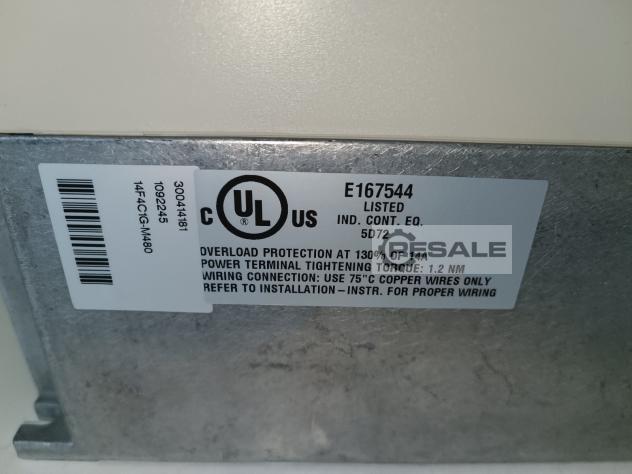 300414181
1092245
14F4C1G-M480
C UL ® US
E167544
LISTED
IND. CONT. EQ.
5D72
RESALE
OVERLOAD PROTECTION AT 130% OF 14A
POWER TERMINAL TIGHTENING TORQUE: 1.2 NM
WIRING CONNECTION: USE 75°C COPPER WIRES ONLY
REFER TO INSTALLATION-INSTR. FOR PROPER WIRING